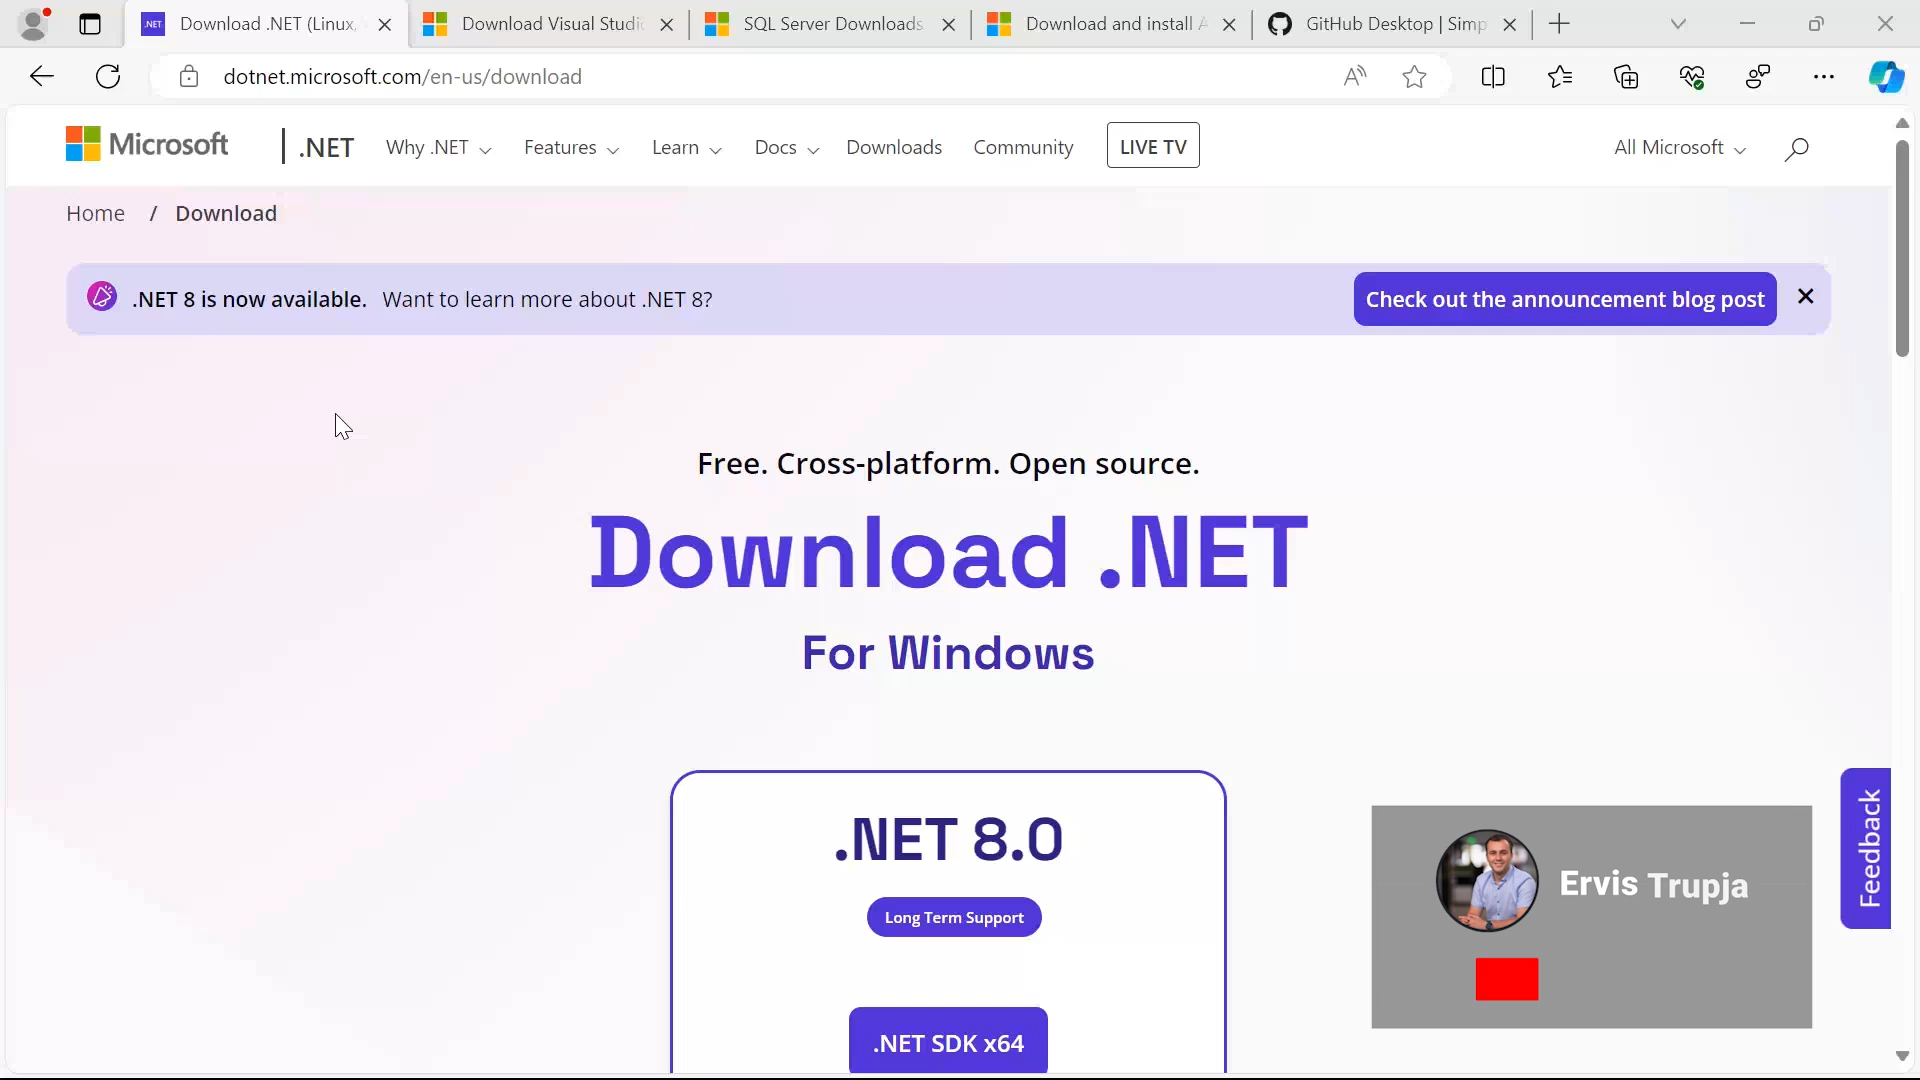 .NET Download .NET (Linux,
Download Visual Studio
SQL Server Downloads
Download and install A
GitHub Desktop | Simp
dotnet.microsoft.com/en-us/download
Microsoft
.NET
Why .NET
Features
Learn
Docs
Downloads
Community
LIVE TV
All Microsoft
Home / Download
.NET 8 is now available. Want to learn more about .NET 8?
Check out the announcement blog post
Free. Cross-platform. Open source.
Download .NET
For Windows
.NET 8.0
Long Term Support
.NET SDK x64
Feedback
Ervis Trupja